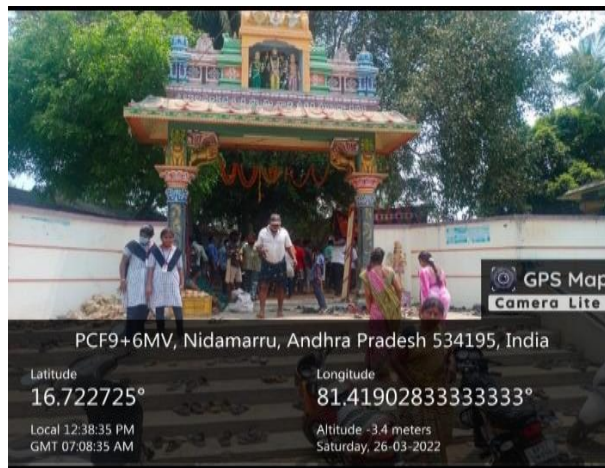 GPS Map
Camera Lite
PCF9+6MV, Nidamarru, Andhra Pradesh 534195, India
Latitude
16.722725°
Longitude
81.41902833333333°
Local 12:38:35 PM
GMT 07:08:35 AM
Altitude -3.4 meters
Saturday, 26-03-2022